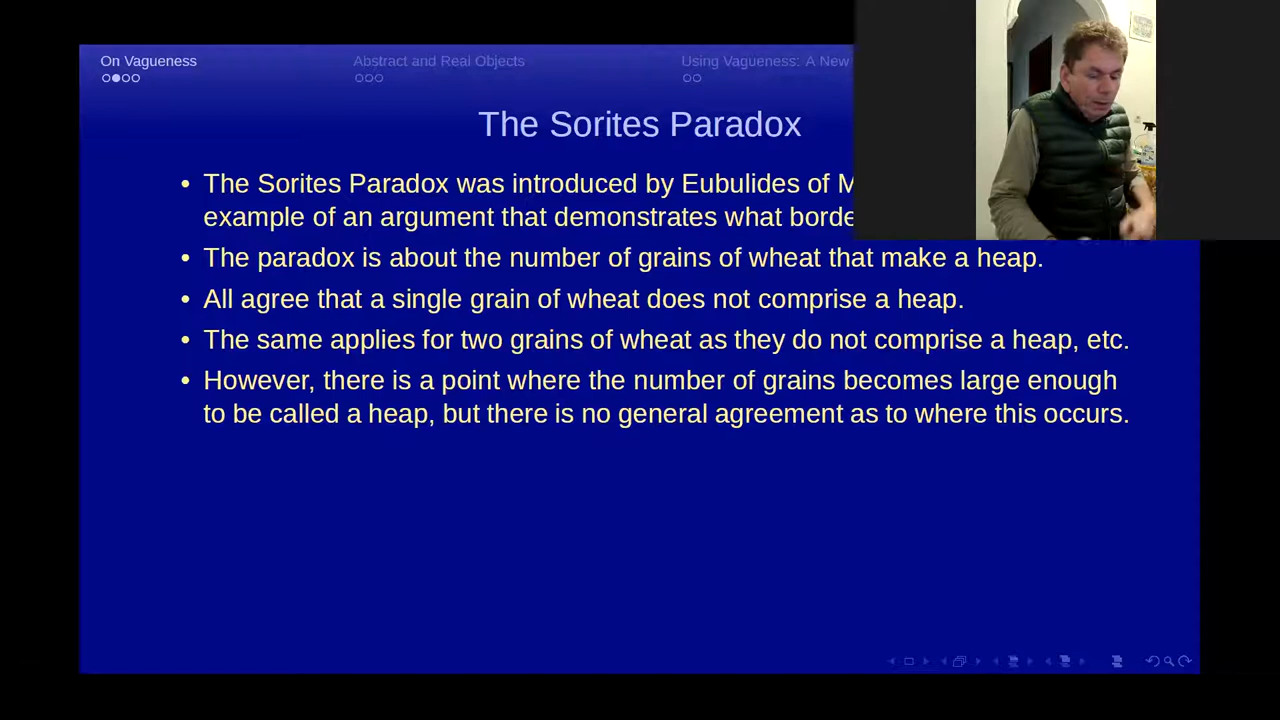 On Vagueness
Abstract and Real Objects
Using Vagueness: A New
The Sorites Paradox
• The Sorites Paradox was introduced by Eubulides of
example of an argument that demonstrates what
• The paradox is about the number of grains of wheat that make a heap.
• All agree that a single grain of wheat does not comprise a heap.
• The same applies for two grains of wheat as they do not comprise a heap, etc.
• However, there is a point where the number of grains becomes large enough
to be called a heap, but there is no general agreement as to where this occurs.